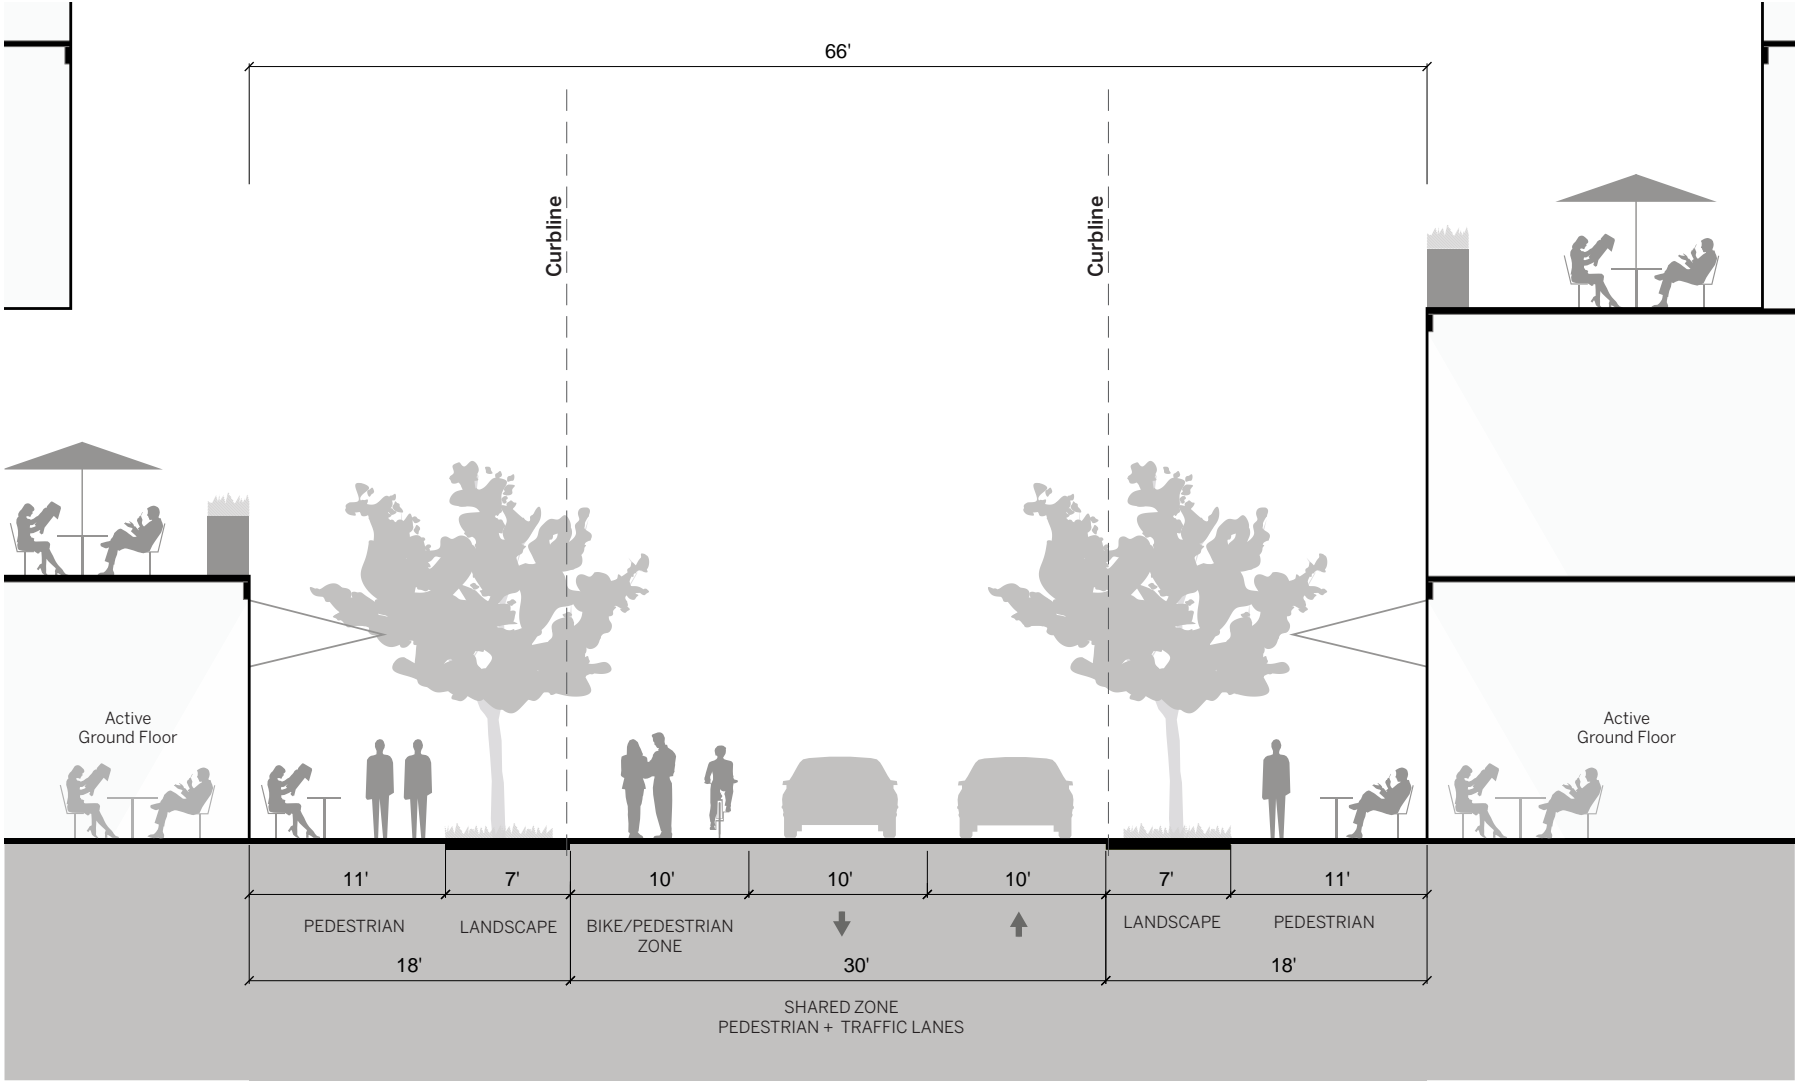 66'
Curbline
Curbline
Active
Ground Floor
Active
Ground Floor
11'
7'
10'
10'
10'
7'
11'
PEDESTRIAN
LANDSCAPE
BIKE/PEDESTRIAN
ZONE
LANDSCAPE
PEDESTRIAN
18'
30'
18'
SHARED ZONE
PEDESTRIAN + TRAFFIC LANES